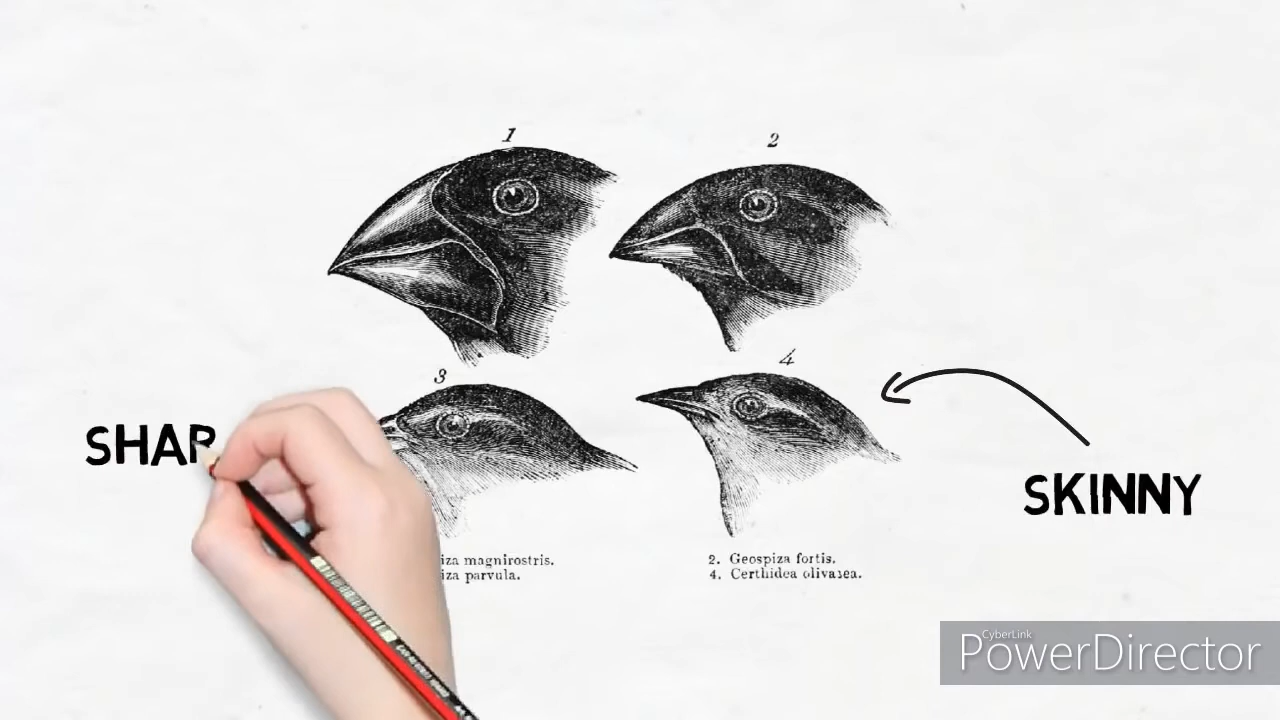 1
2
3
4
SHAR
SKINNY
iza magnirostris.
iza parvula.
2. Geospiza fortis.
4. Certhidea olivasea.
CyberLink
PowerDirector